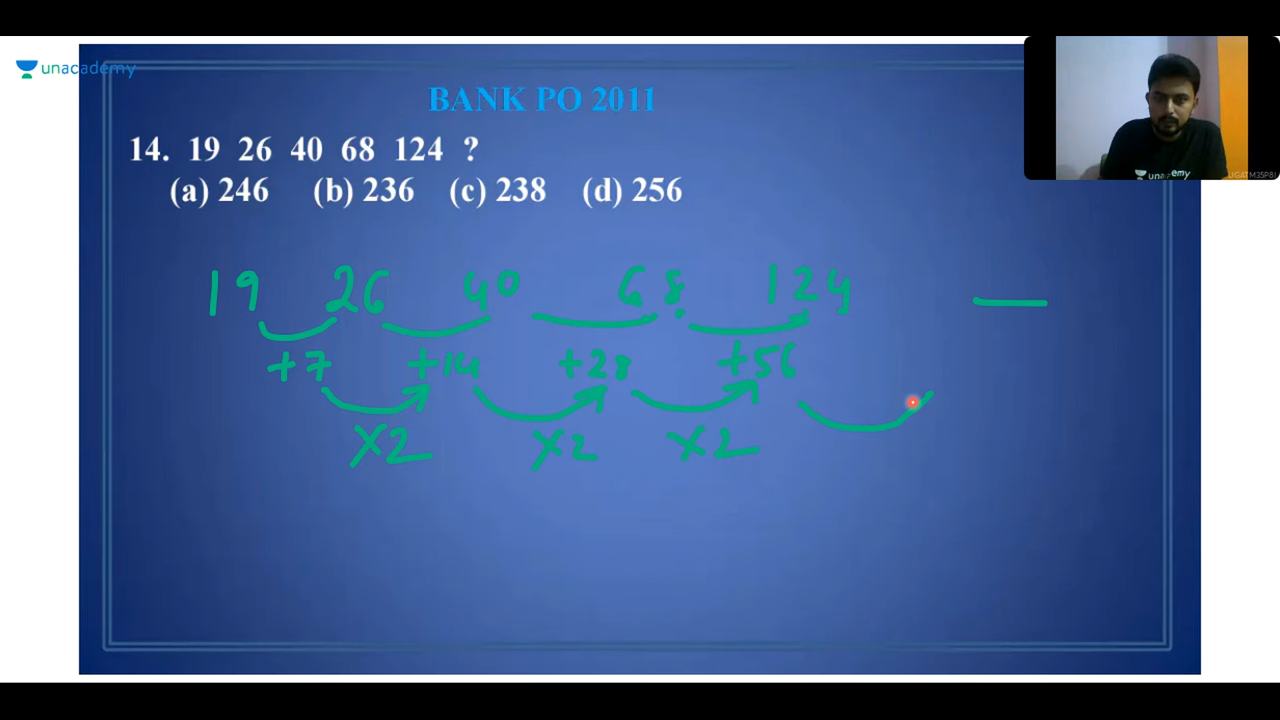 unacademy
BANK PO 2011
14. 19 26 40 68 124 ?
(a) 246 (b) 236 (c) 238 (d) 256
19 26 40 68 124
+7 +14 +28 +56
×2 ×2 ×2